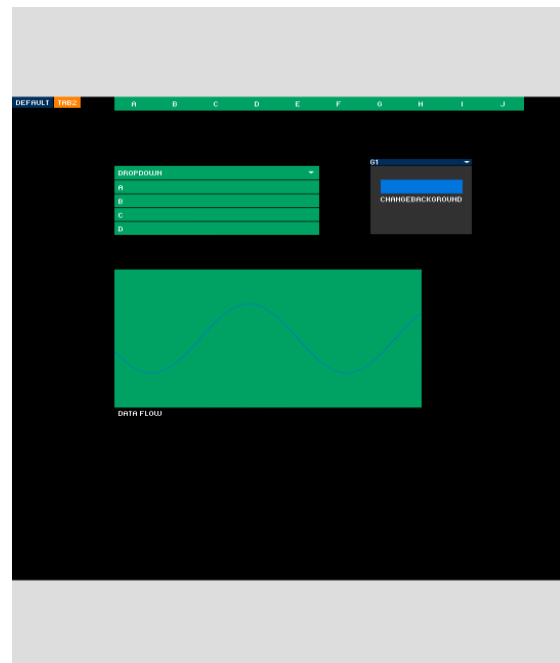 DEFAULT TAB2 A B C D E F G H I J
DROPDOWN
A
B
C
D
G1
CHANGEBACKGROUND
DATA FLOW